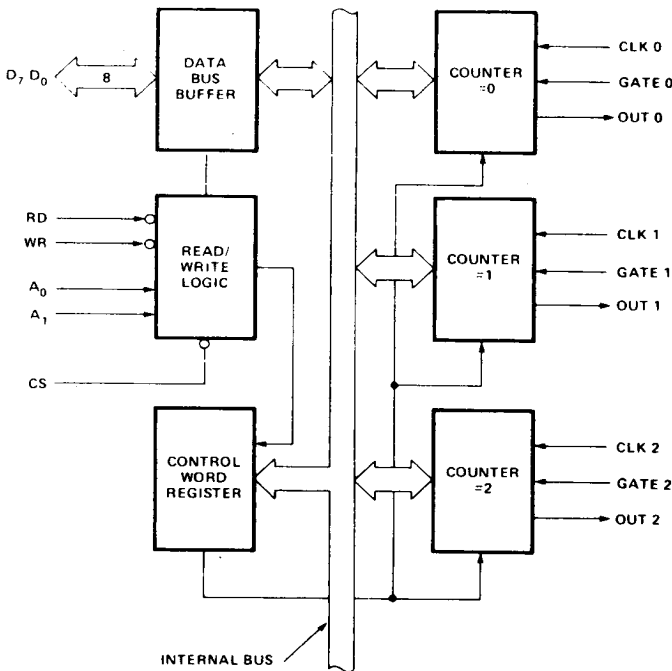 D7 D0
8
DATA
BUS
BUFFER
RD
WR
A0
A1
CS
READ/
WRITE
LOGIC
CONTROL
WORD
REGISTER
INTERNAL BUS
COUNTER
=0
CLK 0
GATE 0
OUT 0
COUNTER
=1
CLK 1
GATE 1
OUT 1
COUNTER
=2
CLK 2
GATE 2
OUT 2